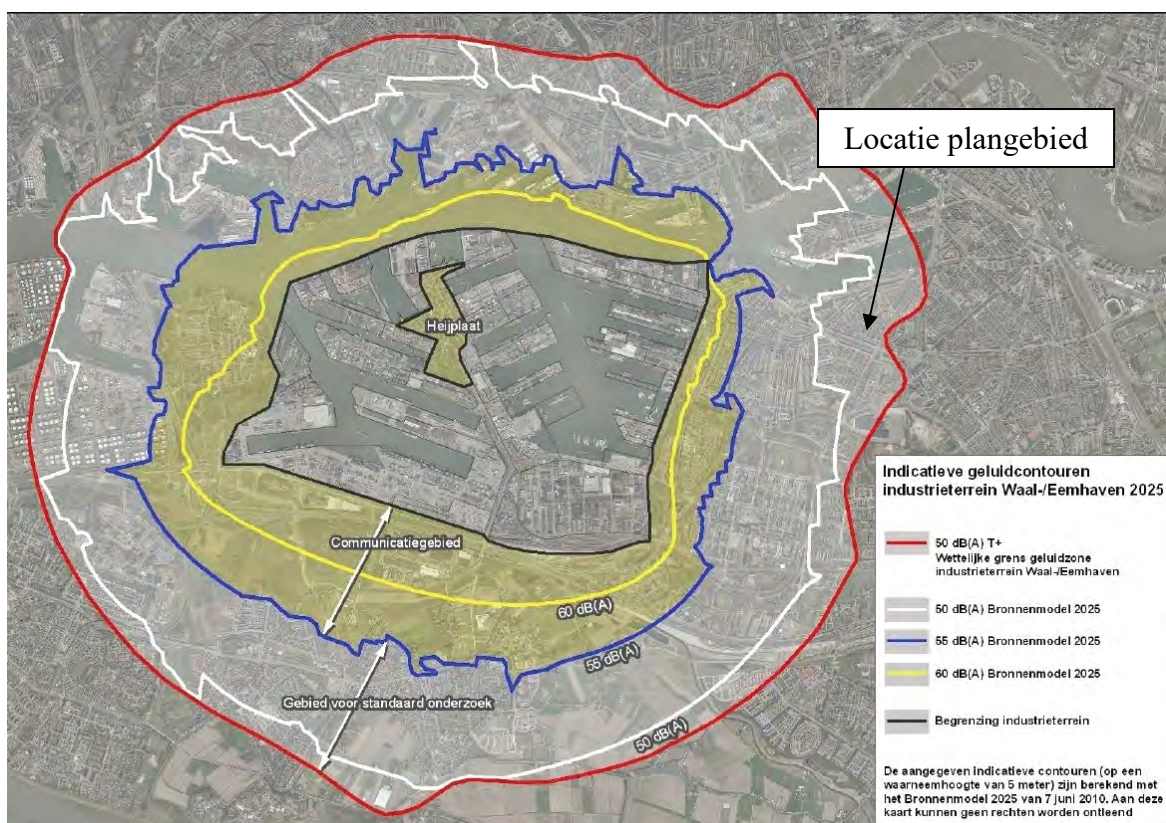 Locatie plangebied
Heijplaat
Communicatiegebied
60 dB(A)
55 dB(A)
Gebied voor standaard onderzoek
50 dB(A)
Indicatieve geluidcontouren
industrieterrein Waal-/Eemhaven 2025
50 dB(A) T+
Wettelijke grens geluidzone
industrieterrein Waal-/Eemhaven
50 dB(A) Bronnenmodel 2025
55 dB(A) Bronnenmodel 2025
60 dB(A) Bronnenmodel 2025
Begrenzing industrieterrein
De aangegeven indicatieve contouren (op een
waarneemhoogte van 5 meter) zijn berekend met
het Bronnenmodel 2025 van 7 juni 2010. Aan deze
kaart kunnen geen rechten worden ontleend